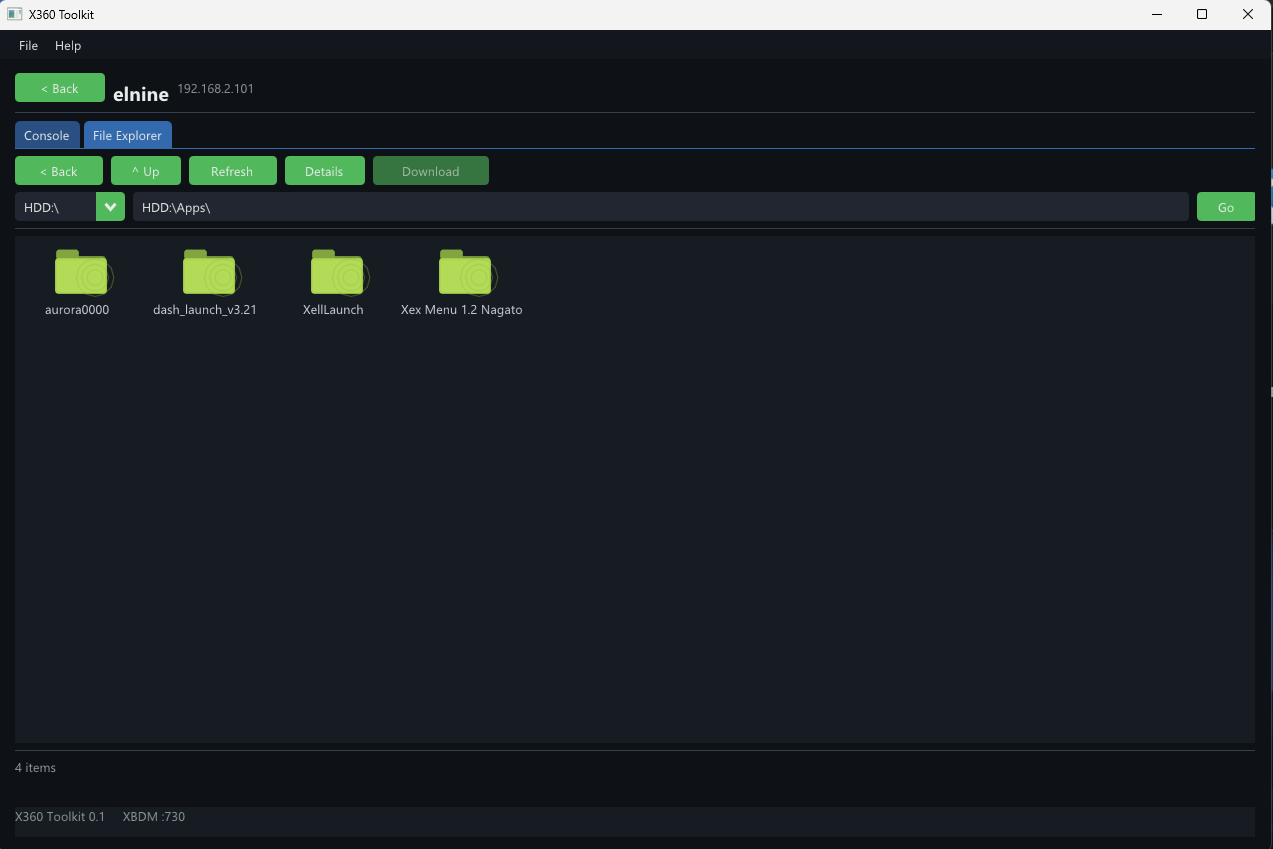 X360 Toolkit
File Help
< Back elnine 192.168.2.101
Console File Explorer
< Back ^ Up Refresh Details Download
HDD:\ HDD:\Apps\ Go
aurora0000 dash_launch_v3.21 XellLaunch Xex Menu 1.2 Nagato
4 items
X360 Toolkit 0.1 XBDM :730